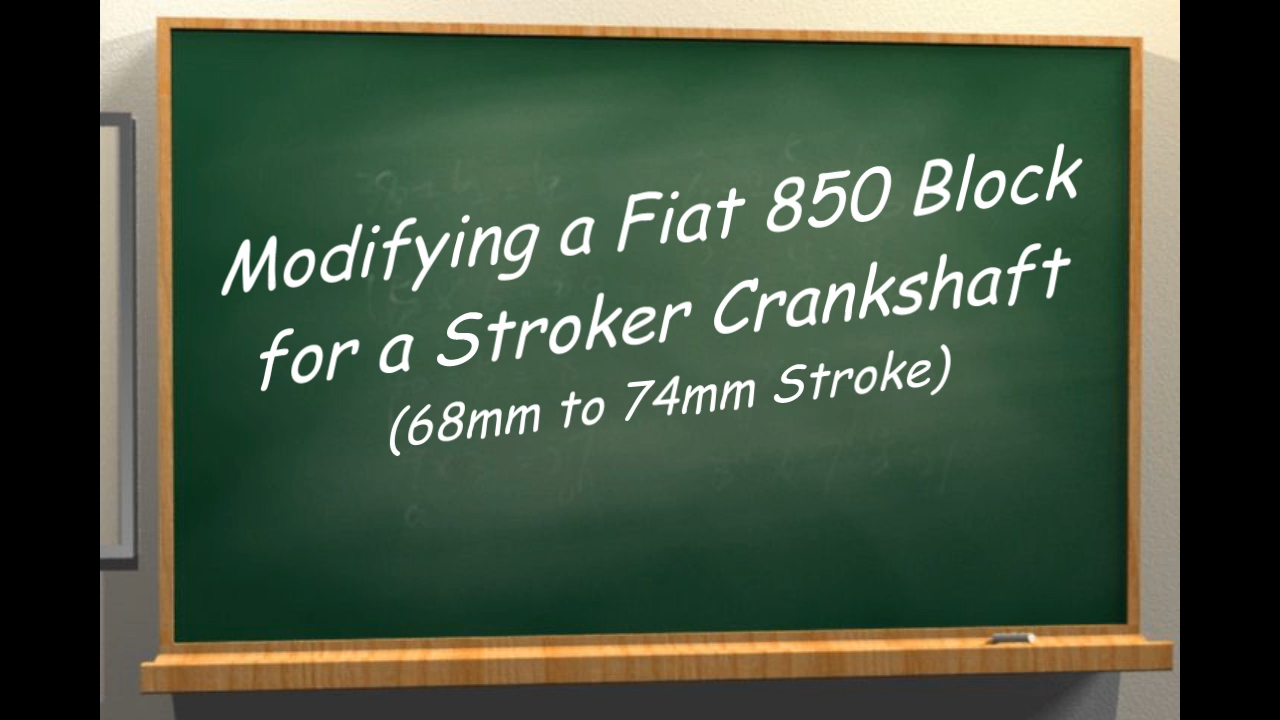 Modifying a Fiat 850 Block
for a Stroker Crankshaft
(68mm to 74mm Stroke)